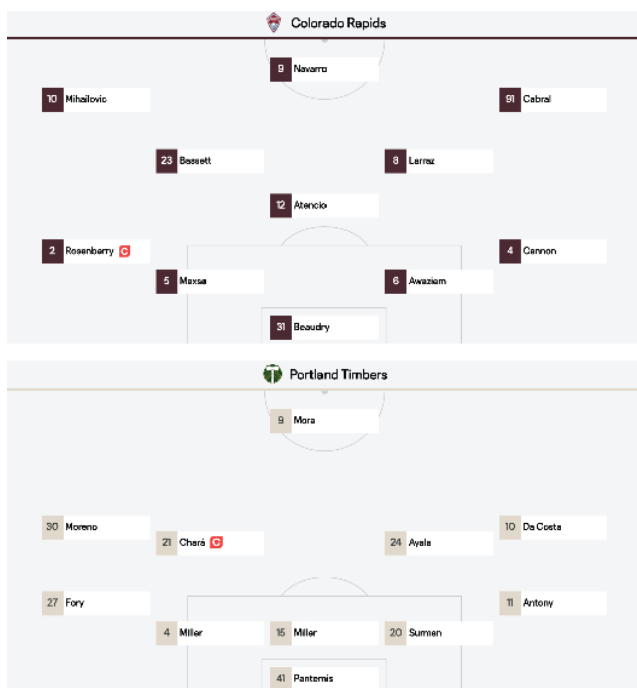 Colorado Rapids
9 Navarro
10 Mihailovic
91 Cabral
23 Bassett
8 Larraz
12 Atencio
2 Rosenberry C
4 Cannon
5 Maxsø
6 Awaziem
31 Beaudry
Portland Timbers
9 Mora
30 Moreno
10 Da Costa
21 Chará C
24 Ayala
27 Fory
11 Antony
4 Miller
15 Miller
20 Surman
41 Pantemis